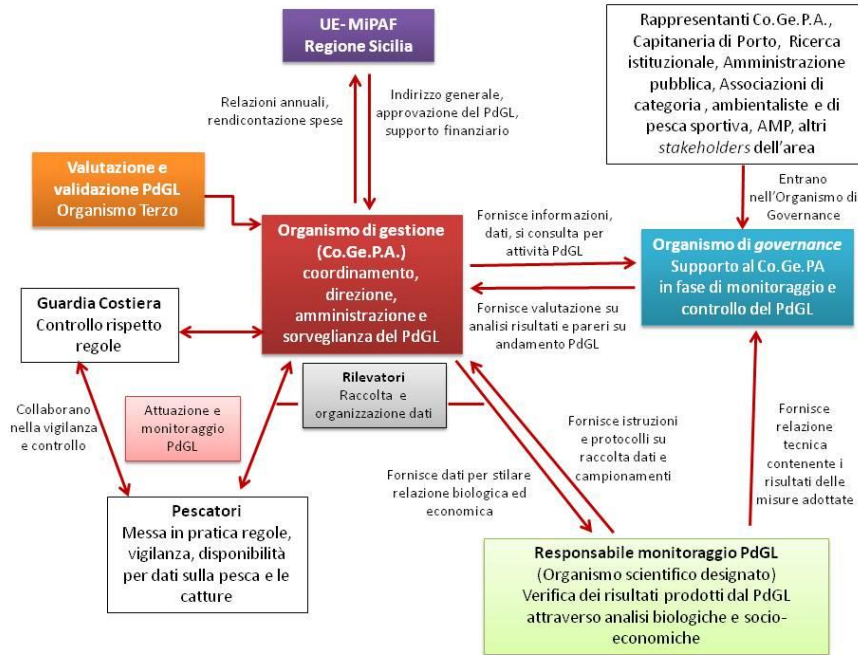 UE- MiPAF
Regione Sicilia
Rappresentanti Co.Ge.P.A.,
Capitaneria di Porto, Ricerca
istituzionale, Amministrazione
pubblica, Associazioni di
categoria , ambientaliste e di
pesca sportiva, AMP, altri
stakeholders dell'area
Relazioni annuali,
rendicontazione spese
Indirizzo generale,
approvazione del PdGL,
supporto finanziario
Valutazione e
validazione PdGL
Organismo Terzo
Entrano
nell'Organismo di
Governance
Organismo di gestione
(Co.Ge.P.A.)
coordinamento,
direzione,
amministrazione e
sorveglianza del PdGL
Fornisce informazioni,
dati, si consulta per
attività PdGL
Organismo di governance
Supporto al Co.Ge.PA
in fase di monitoraggio e
controllo del PdGL
Fornisce valutazione su
analisi risultati e pareri su
andamento PdGL
Guardia Costiera
Controllo rispetto
regole
Rilevatori
Raccolta e
organizzazione dati
Collaborano
nella vigilanza
e controllo
Attuazione e
monitoraggio
PdGL
Fornisce istruzioni
e protocolli su
raccolta dati e
campionamenti
Fornisce
relazione
tecnica
contenente i
risultati delle
misure adottate
Fornisce dati per stilare
relazione biologica ed
economica
Pescatori
Messa in pratica regole,
vigilanza, disponibilità
per dati sulla pesca e le
catture
Responsabile monitoraggio PdGL
(Organismo scientifico designato)
Verifica dei risultati prodotti dal PdGL
attraverso analisi biologiche e socio-
economiche